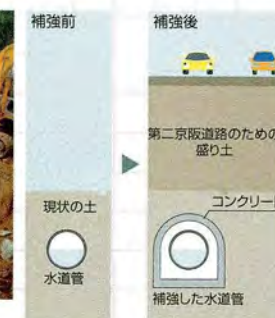 補強前
現状の土
水道管
補強後
第二京阪道路のための
盛り土
コンクリー
補強した水道管